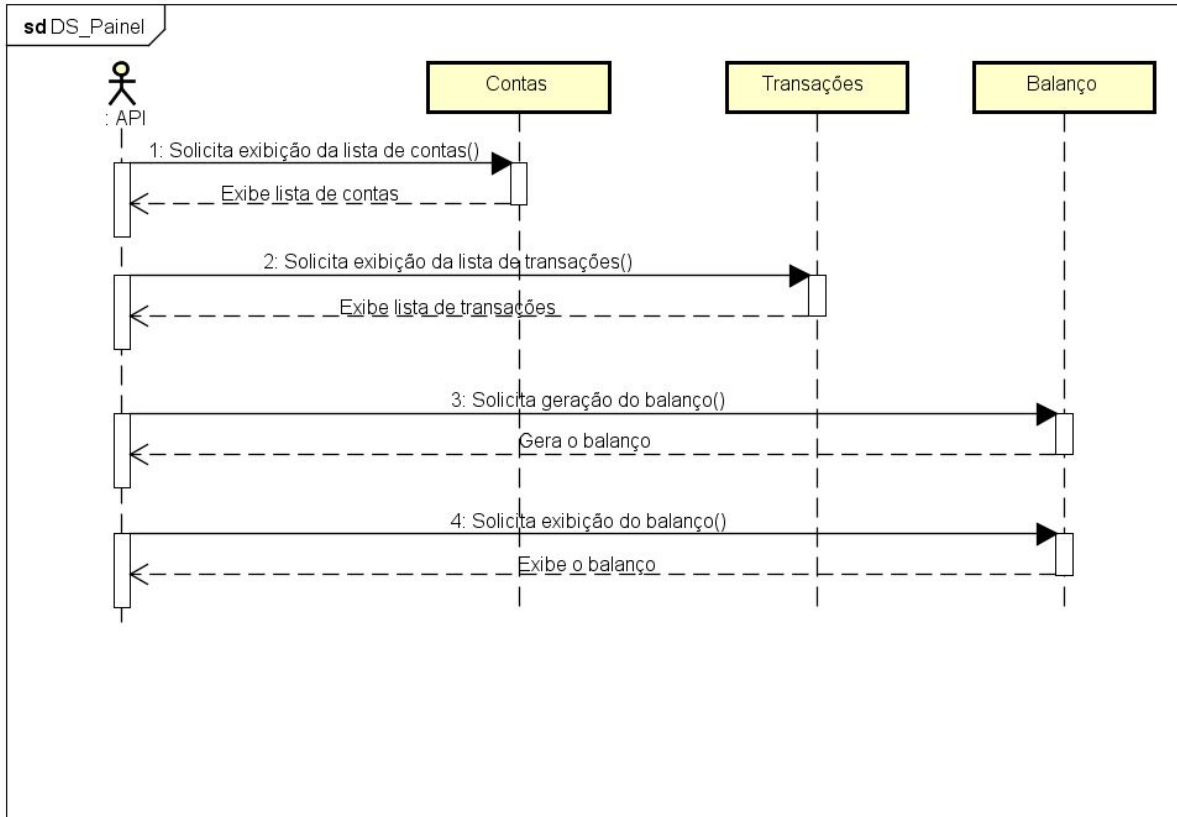 sd DS_Painel
: API
Contas
Transações
Balanço
1: Solicita exibição da lista de contas()
Exibe lista de contas
2: Solicita exibição da lista de transações()
Exibe lista de transações
3: Solicita geração do balanço()
Gera o balanço
4: Solicita exibição do balanço()
Exibe o balanço